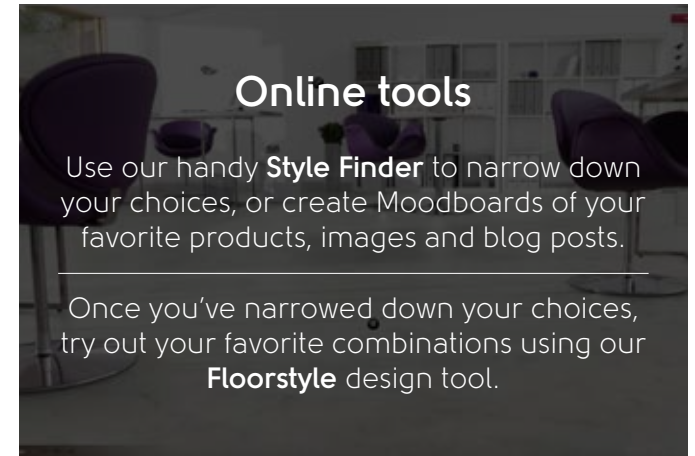 Online tools
Use our handy Style Finder to narrow down
your choices, or create Moodboards of your
favorite products, images and blog posts.
Once you've narrowed down your choices,
try out your favorite combinations using our
Floorstyle design tool.